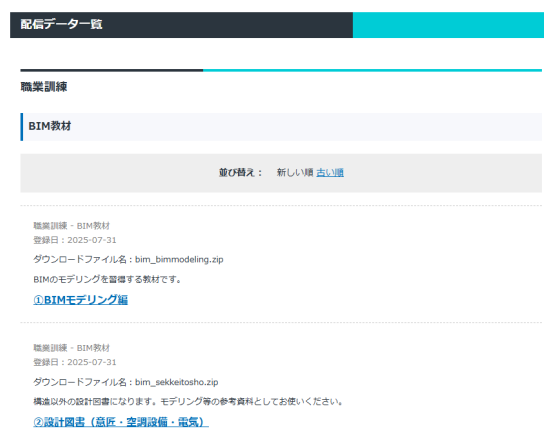 配信データ一覧
職業訓練
BIM教材
並び替え： 新しい順 古い順
職業訓練 - BIM教材
登録日：2025-07-31
ダウンロードファイル名：bim_bimmodeling.zip
BIMのモデリングを習得する教材です。
①BIMモデリング編
職業訓練 - BIM教材
登録日：2025-07-31
ダウンロードファイル名：bim_sekkeitosho.zip
構造以外の設計図書になります。モデリング等の参考資料としてお使いください。
②設計図書（意匠・空調設備・電気）